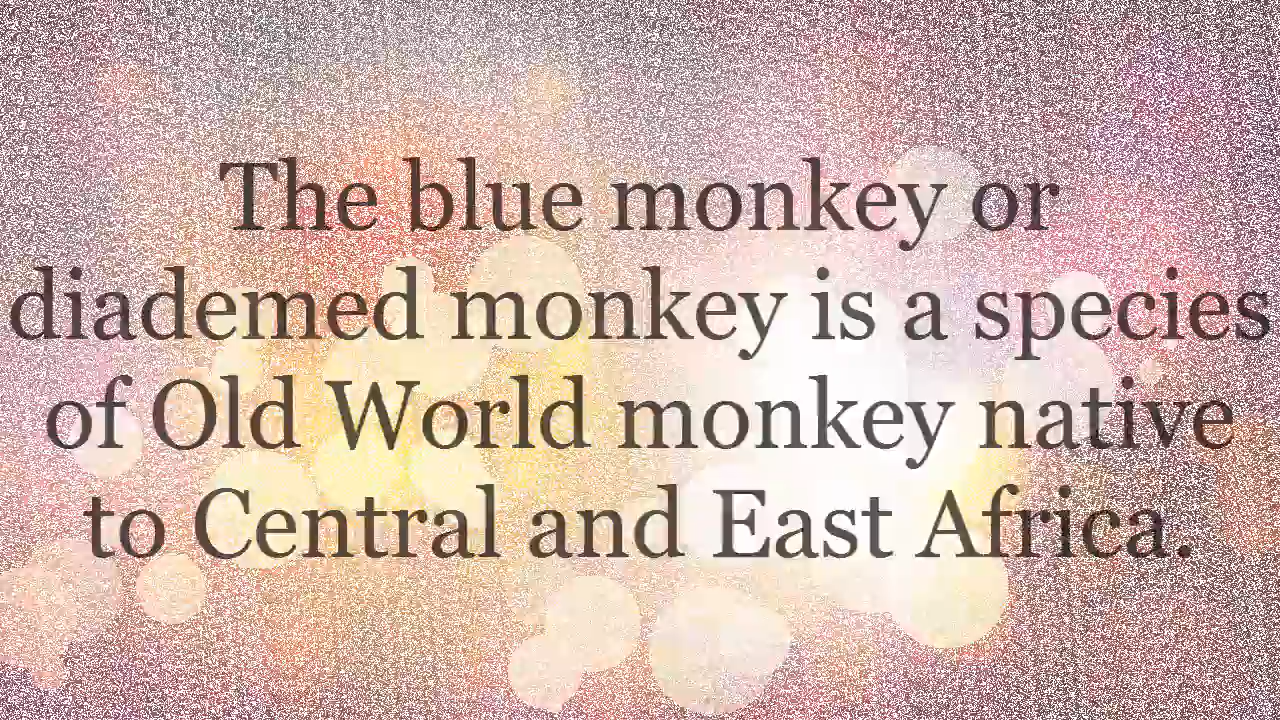 The blue monkey or
diademed monkey is a species
of Old World monkey native
to Central and East Africa.